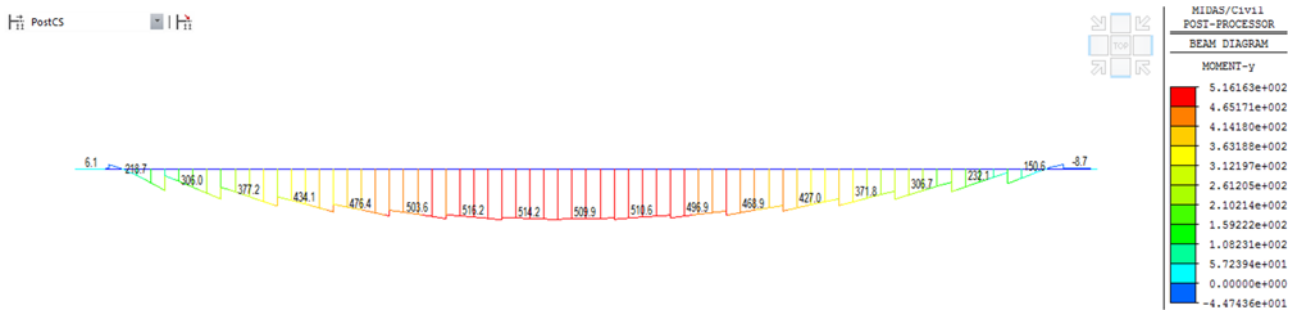 PostCS
TOP
MIDAS/Civil
POST-PROCESSOR
BEAM DIAGRAM
MOMENT-y
5.16163e+002
4.65171e+002
4.14180e+002
3.63188e+002
3.12197e+002
2.61205e+002
2.10214e+002
1.59222e+002
1.08231e+002
5.72394e+001
0.00000e+000
-4.47436e+001
6.1
218.7
306.0
377.2
434.1
476.4
503.6
516.2
514.2
509.9
510.6
496.9
468.9
427.0
371.8
306.7
232.1
150.6
-8.7